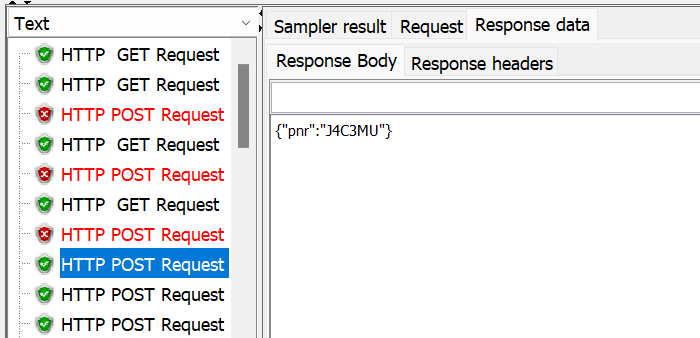 Text
HTTP  GET Request
HTTP  GET Request
HTTP POST Request
HTTP  GET Request
HTTP POST Request
HTTP  GET Request
HTTP POST Request
HTTP POST Request
HTTP POST Request
HTTP POST Request
Sampler result Request Response data
Response Body Response headers
{"pnr":"J4C3MU"}